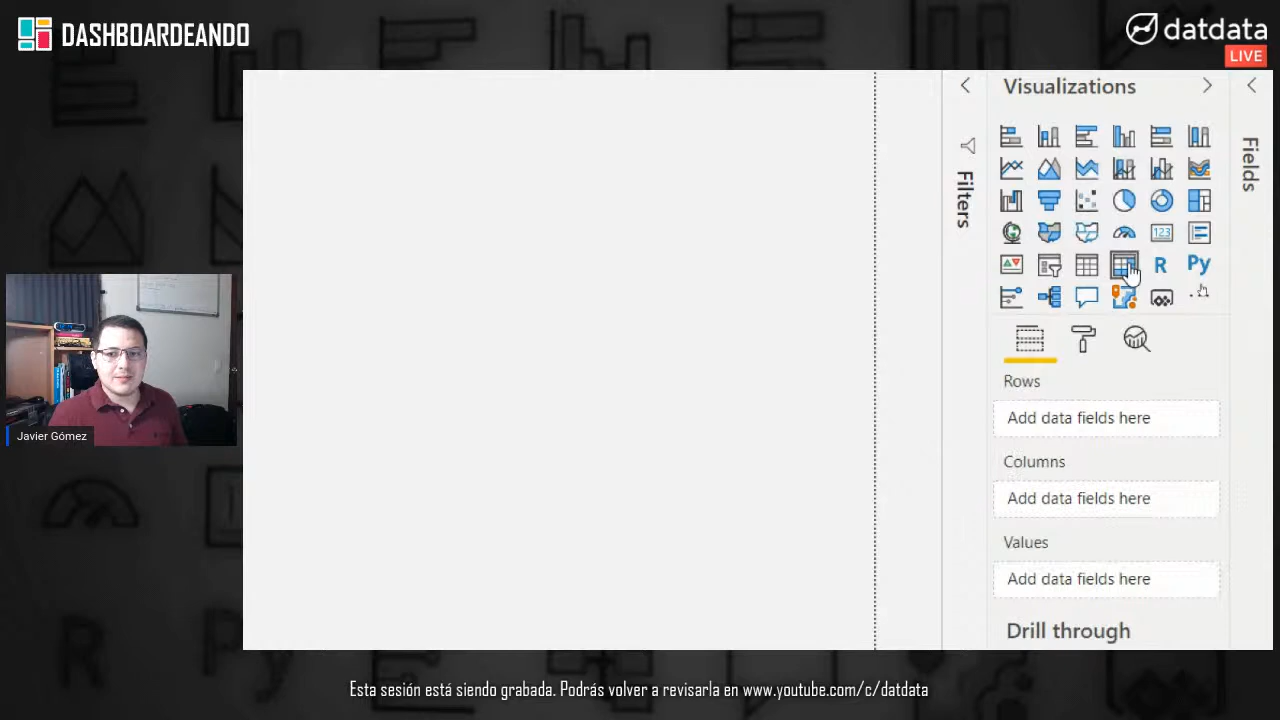 DASHBOARDEANDO
datdata
LIVE
Visualizations
Filters
Fields
123
R
Py
Rows
Add data fields here
Columns
Add data fields here
Values
Add data fields here
Drill through
Javier Gómez
R
P
Esta sesión está siendo grabada. Podrás volver a revisarla en www.youtube.com/c/datdata